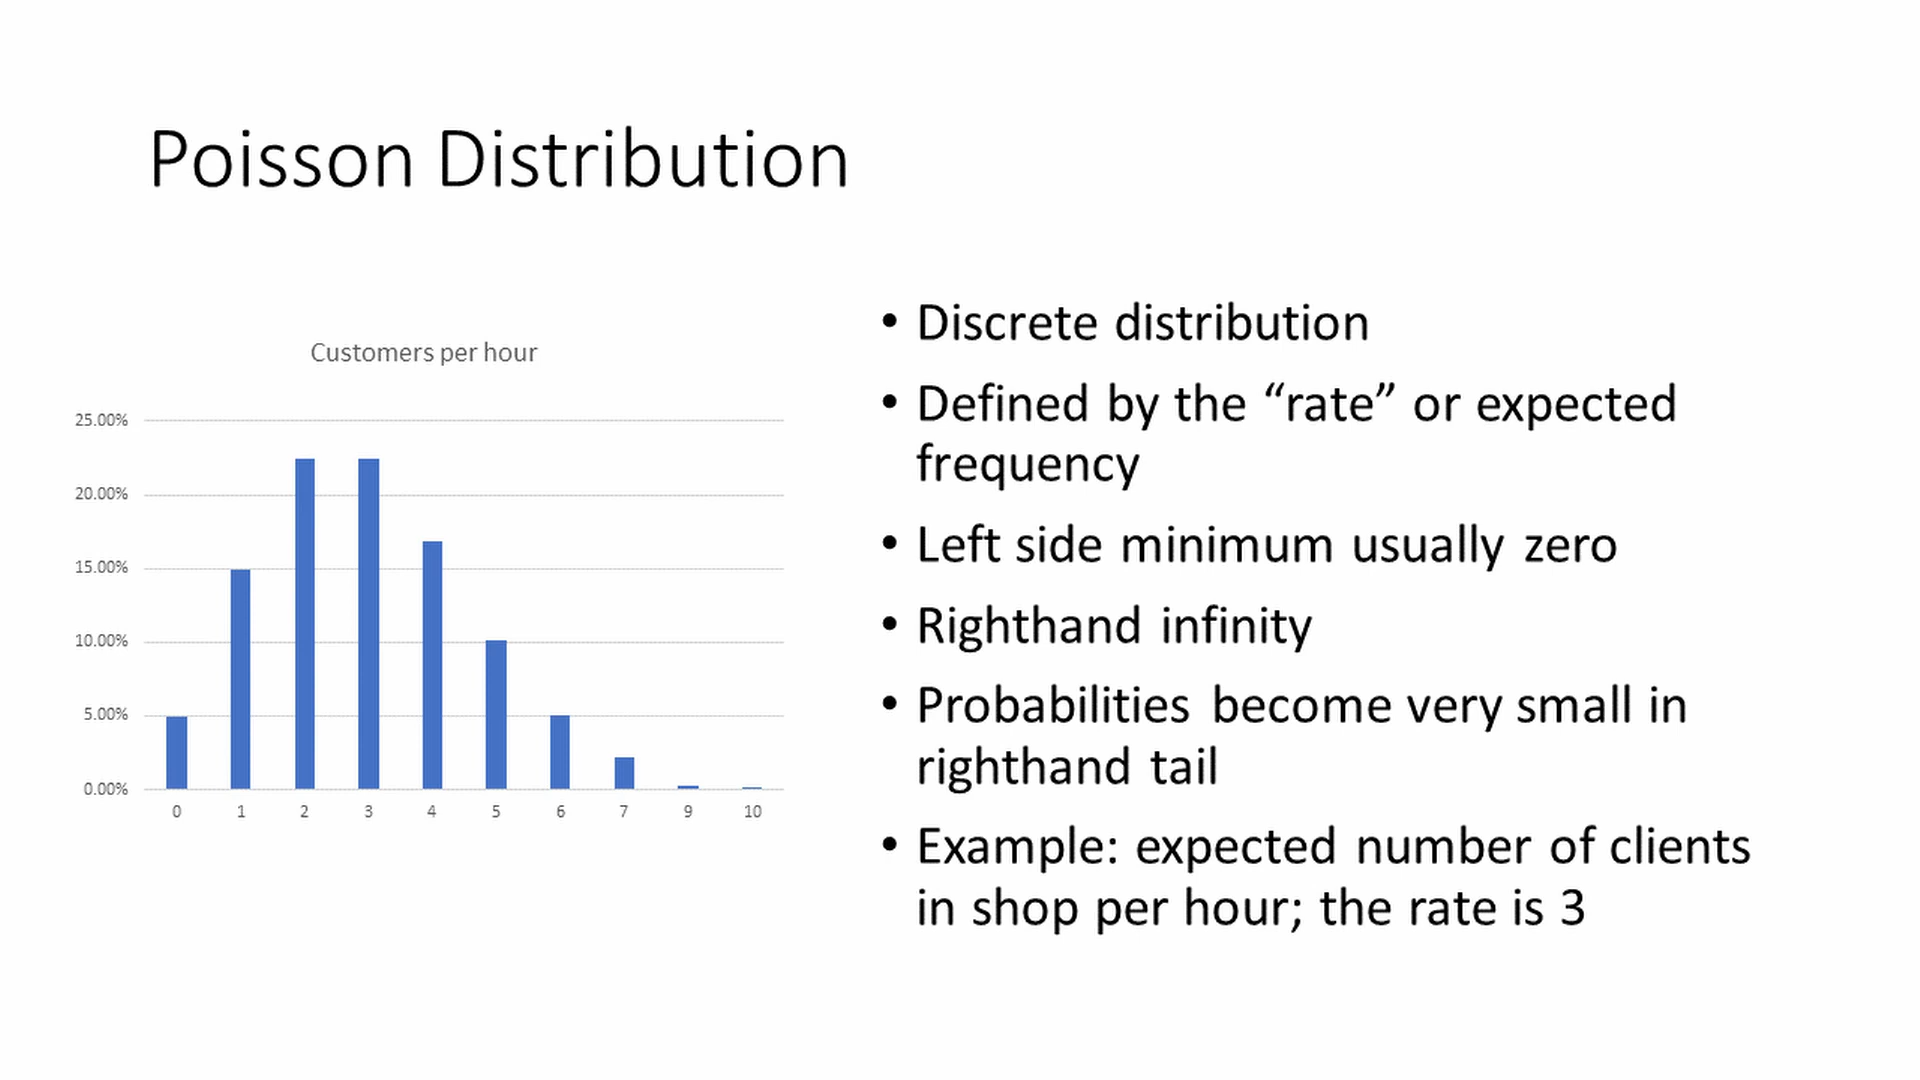 Poisson Distribution
Customers per hour
25.00%
20.00%
15.00%
10.00%
5.00%
0.00%
0 1 2 3 4 5 6 7 9 10
• Discrete distribution
• Defined by the “rate” or expected
frequency
• Left side minimum usually zero
• Righthand infinity
• Probabilities become very small in
righthand tail
• Example: expected number of clients
in shop per hour; the rate is 3